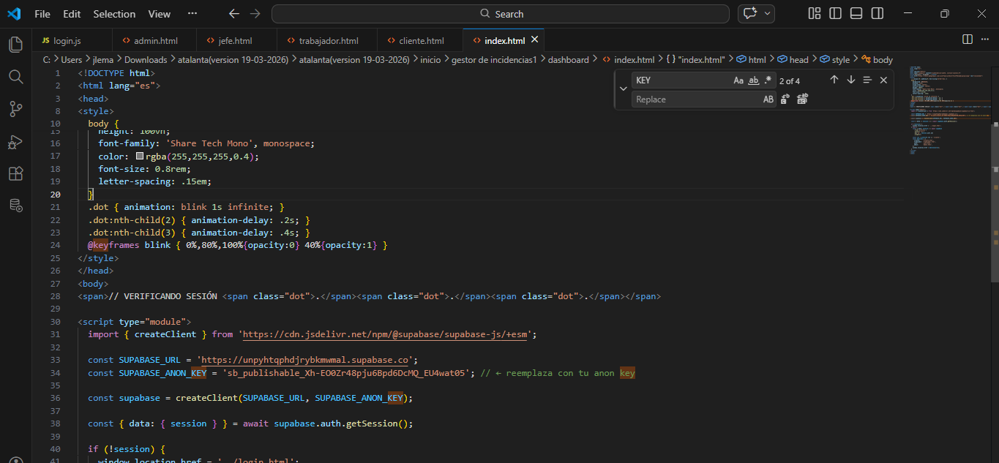 File Edit Selection View ··· Search
JS login.js <> admin.html <> jefe.html <> trabajador.html <> cliente.html <> index.html
C: > Users > jlema > Downloads > atalanta(version 19-03-2026) > atalanta(version 19-03-2026) > inicio > gestor de incidencias1 > dashboard > <> index.html > {} "index.html" > html > head > style > body
KEY Aa ab .* 2 of 4
Replace AB
1 <!DOCTYPE html>
2 <html lang="es">
3 <head>
8 <style>
10 body {
15 height: 100vh;
16 font-family: 'Share Tech Mono', monospace;
17 color: rgba(255,255,255,0.4);
18 font-size: 0.8rem;
19 letter-spacing: .15em;
20 }
21 .dot { animation: blink 1s infinite; }
22 .dot:nth-child(2) { animation-delay: .2s; }
23 .dot:nth-child(3) { animation-delay: .4s; }
24 @keyframes blink { 0%,80%,100%{opacity:0} 40%{opacity:1} }
25 </style>
26 </head>
27 <body>
28 <span>// VERIFICANDO SESIÓN <span class="dot">.</span><span class="dot">.</span><span class="dot">.</span></span>
29
30 <script type="module">
31 import { createClient } from 'https://cdn.jsdelivr.net/npm/@supabase/supabase-js/+esm';
32
33 const SUPABASE_URL = 'https://unpyhtqphdjrybkmwmal.supabase.co';
34 const SUPABASE_ANON_KEY = 'sb_publishable_Xh-EO0Zr48pju6Bpd6DcMQ_EU4wat05'; // ← reemplaza con tu anon key
35
36 const supabase = createClient(SUPABASE_URL, SUPABASE_ANON_KEY);
37
38 const { data: { session } } = await supabase.auth.getSession();
39
40 if (!session) {
41 window.location.href = '../login.html';